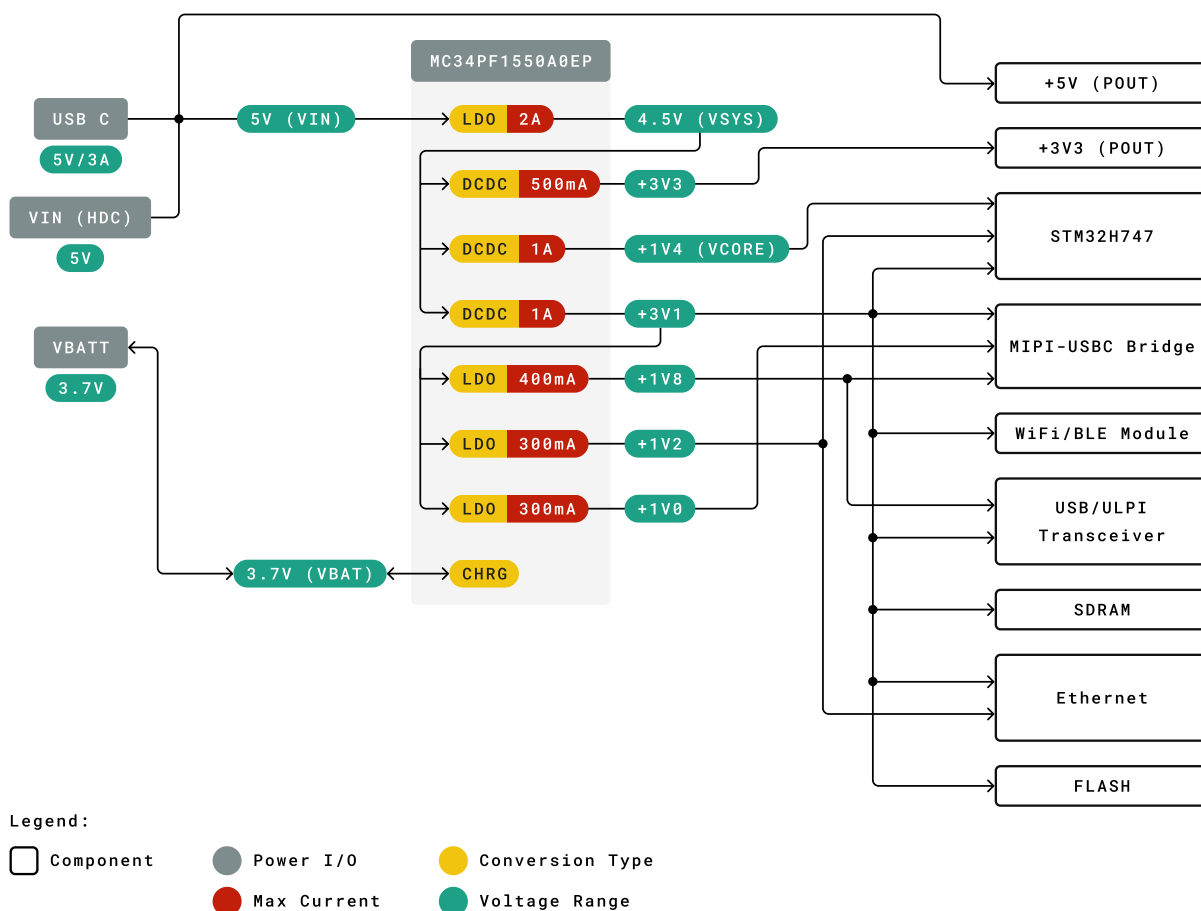 MC34PF1550A0EP
+5V (POUT)
USB C
5V (VIN)
LDO 2A
4.5V (VSYS)
5V/3A
+3V3 (POUT)
DCDC 500mA
+3V3
VIN (HDC)
5V
DCDC 1A
+1V4 (VCORE)
STM32H747
DCDC 1A
+3V1
VBATT
3.7V
MIPI-USBC Bridge
LDO 400mA
+1V8
WiFi/BLE Module
LDO 300mA
+1V2
LDO 300mA
+1V0
USB/ULPI
Transceiver
3.7V (VBAT)
CHRG
SDRAM
Ethernet
FLASH
Legend:
Component
Power I/O
Conversion Type
Max Current
Voltage Range